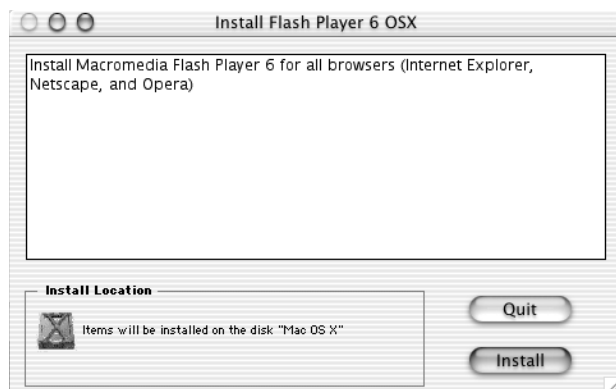 Install Flash Player 6 OSX
Install Macromedia Flash Player 6 for all browsers (Internet Explorer,
Netscape, and Opera)
Install Location
Items will be installed on the disk "Mac OS X"
Quit
Install